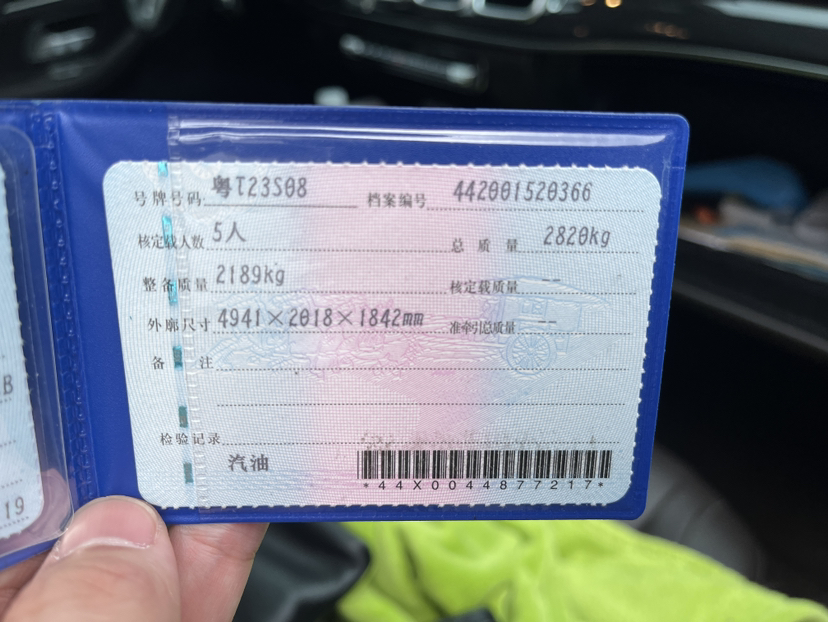 号牌号码 粤T23S08 档案编号 442001520366
核定载人数 5人 总质量 2820kg
整备质量 2189kg 核定载质量 --
外廓尺寸 4941×2018×1842mm 准牵引总质量 --
备注
检验记录
汽油
*44X0044877217*
B
19